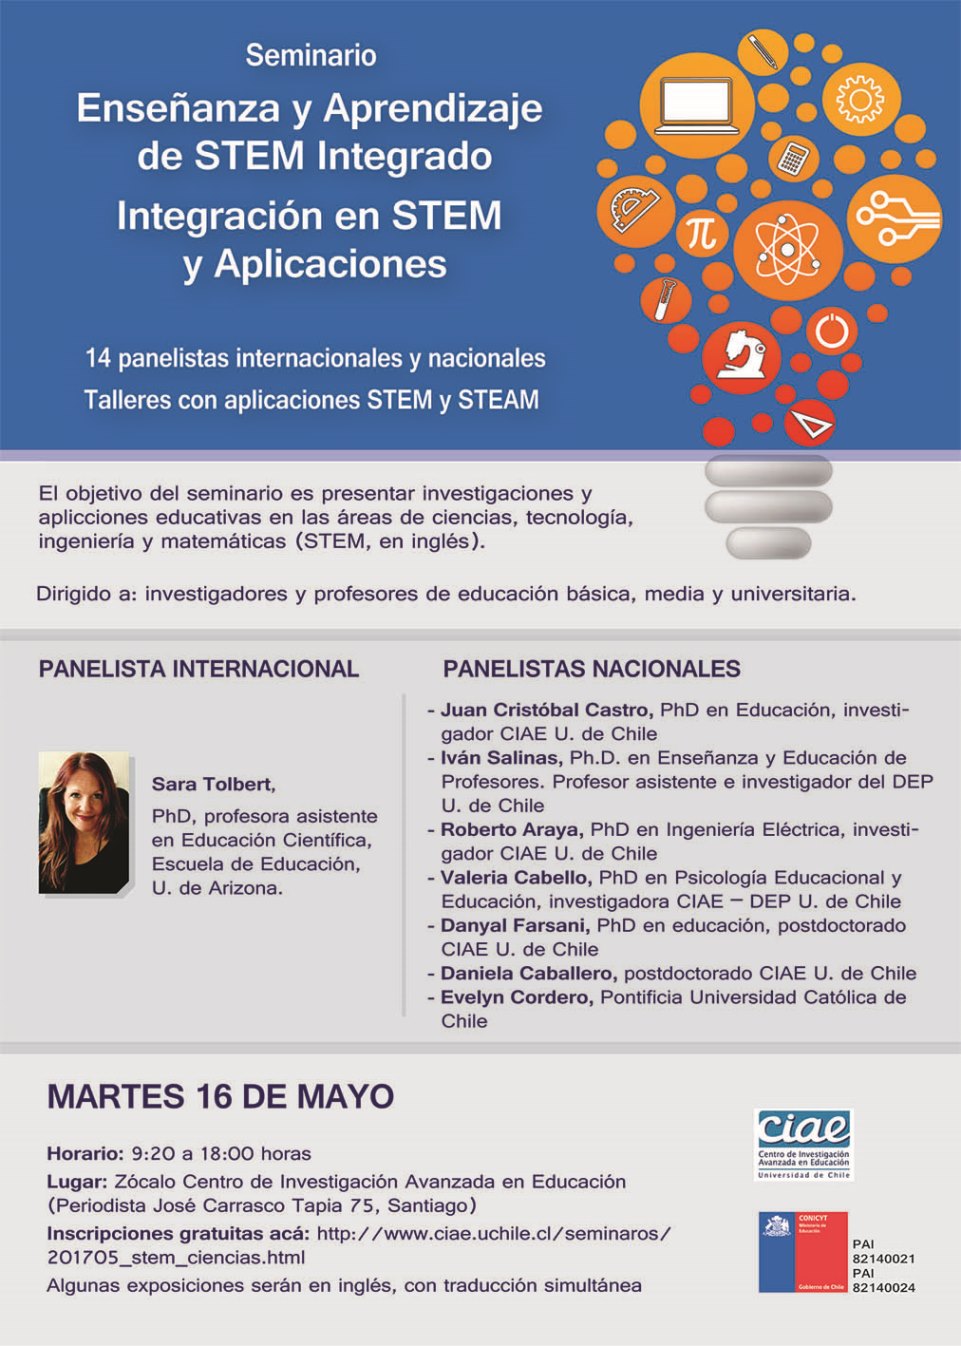 Seminario
Enseñanza y Aprendizaje
de STEM Integrado
Integración en STEM
y Aplicaciones
14 panelistas internacionales y nacionales
Talleres con aplicaciones STEM y STEAM
π
El objetivo del seminario es presentar investigaciones y
aplicciones educativas en las áreas de ciencias, tecnología,
ingeniería y matemáticas (STEM, en inglés).
Dirigido a: investigadores y profesores de educación básica, media y universitaria.
PANELISTA INTERNACIONAL
Sara Tolbert,
PhD, profesora asistente
en Educación Científica,
Escuela de Educación,
U. de Arizona.
PANELISTAS NACIONALES
- Juan Cristóbal Castro, PhD en Educación, investi-
gador CIAE U. de Chile
- Iván Salinas, Ph.D. en Enseñanza y Educación de
Profesores. Profesor asistente e investigador del DEP
U. de Chile
- Roberto Araya, PhD en Ingeniería Eléctrica, investi-
gador CIAE U. de Chile
- Valeria Cabello, PhD en Psicología Educacional y
Educación, investigadora CIAE – DEP U. de Chile
- Danyal Farsani, PhD en educación, postdoctorado
CIAE U. de Chile
- Daniela Caballero, postdoctorado CIAE U. de Chile
- Evelyn Cordero, Pontificia Universidad Católica de
Chile
MARTES 16 DE MAYO
Horario: 9:20 a 18:00 horas
Lugar: Zócalo Centro de Investigación Avanzada en Educación
(Periodista José Carrasco Tapia 75, Santiago)
Inscripciones gratuitas acá: http://www.ciae.uchile.cl/seminaros/
201705_stem_ciencias.html
Algunas exposiciones serán en inglés, con traducción simultánea
ciae
Centro de Investigación
Avanzada en Educación
Universidad de Chile
CONICYT
Ministerio de
Educación
Gobierno de Chile
PAI
82140021
PAI
82140024